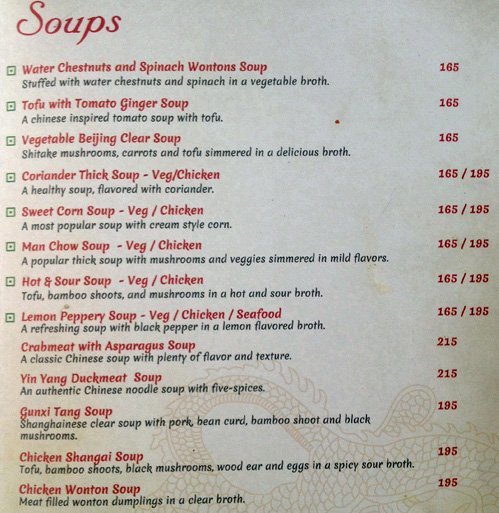 Soups
Water Chestnuts and Spinach Wontons Soup 165
Stuffed with water chestnuts and spinach in a vegetable broth.
Tofu with Tomato Ginger Soup 165
A chinese inspired tomato soup with tofu.
Vegetable Beijing Clear Soup 165
Shitake mushrooms, carrots and tofu simmered in a delicious broth.
Coriander Thick Soup - Veg/Chicken 165 / 195
A healthy soup, flavored with coriander.
Sweet Corn Soup - Veg / Chicken 165 / 195
A most popular soup with cream style corn.
Man Chow Soup - Veg / Chicken 165 / 195
A popular thick soup with mushrooms and veggies simmered in mild flavors.
Hot & Sour Soup - Veg / Chicken 165 / 195
Tofu, bamboo shoots, and mushrooms in a hot and sour broth.
Lemon Peppery Soup - Veg / Chicken / Seafood 165 / 195
A refreshing soup with black pepper in a lemon flavored broth.
Crabmeat with Asparagus Soup 215
A classic Chinese soup with plenty of flavor and texture.
Yin Yang Duckmeat Soup 215
An authentic Chinese noodle soup with five-spices.
Gunxi Tang Soup 195
Shanghainese clear soup with pork, bean curd, bamboo shoot and black
mushrooms.
Chicken Shangai Soup 195
Tofu, bamboo shoots, black mushrooms, wood ear and eggs in a spicy sour broth.
Chicken Wonton Soup 195
Meat filled wonton dumplings in a clear broth.